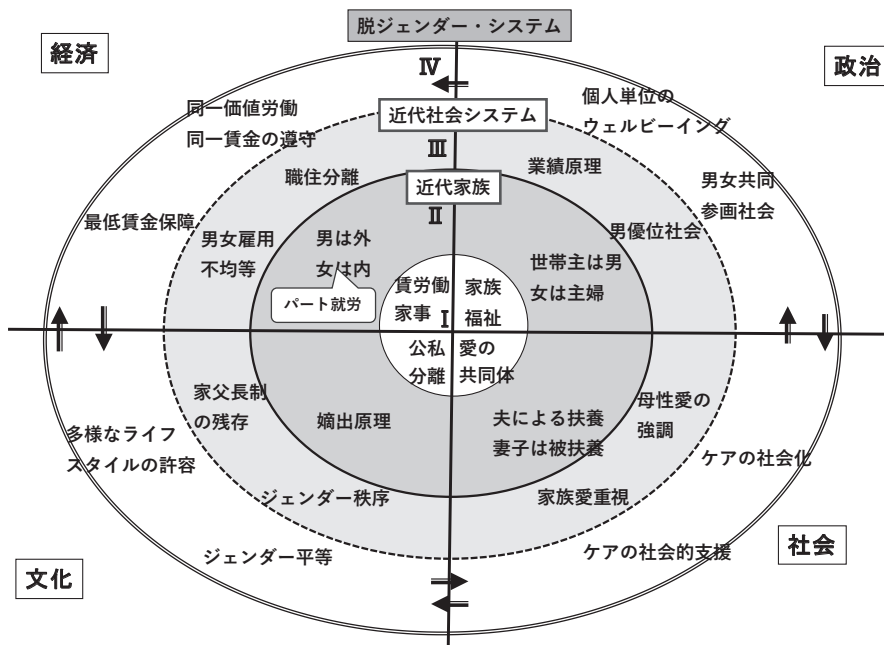 脱ジェンダー・システム
経済
政治
Ⅳ
同一価値労働
同一賃金の遵守
近代社会システム
個人単位の
ウェルビーイング
Ⅲ
職住分離
業績原理
近代家族
男女共同
参画社会
最低賃金保障
Ⅱ
男女雇用
不均等
男は外
女は内
男優位社会
世帯主は男
女は主婦
パート就労
賃労働
家事
家族
福祉
Ⅰ
公私
分離
愛の
共同体
家父長制
の残存
嫡出原理
夫による扶養
妻子は被扶養
母性愛の
強調
多様なライフ
スタイルの許容
ケアの社会化
ジェンダー秩序
家族愛重視
ジェンダー平等
ケアの社会的支援
文化
社会